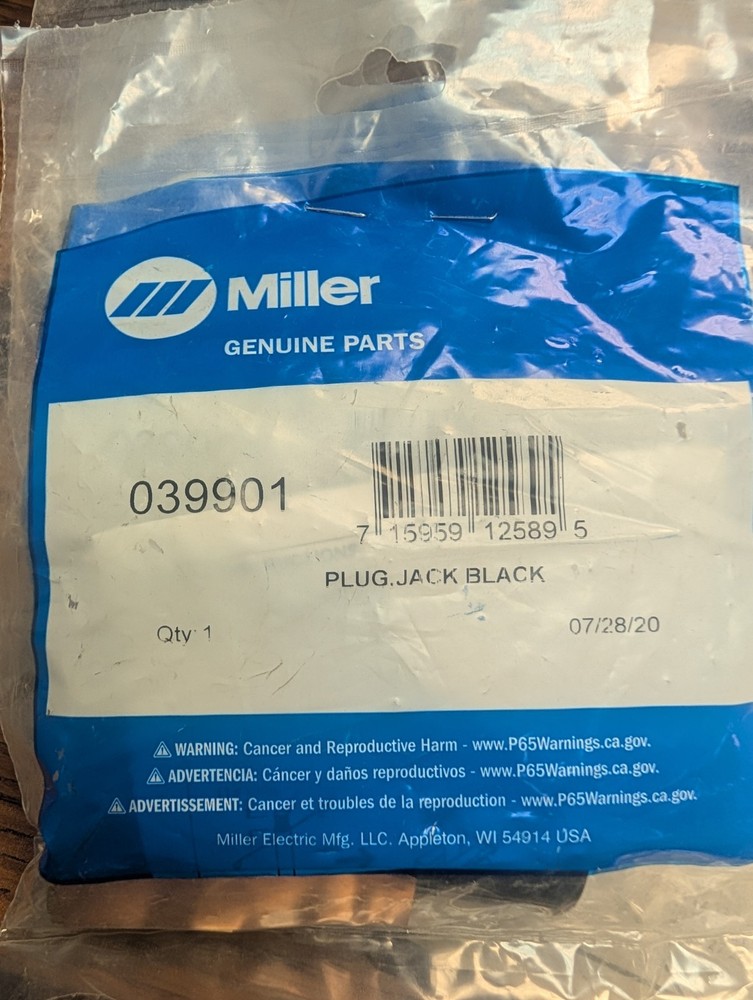 Miller
GENUINE PARTS
039901
7 15959 12589 5
PLUG,JACK BLACK
Qty 1
07/28/20
WARNING: Cancer and Reproductive Harm - www.P65Warnings.ca.gov.
ADVERTENCIA: Cáncer y daños reproductivos - www.P65Warnings.ca.gov.
ADVERTISSEMENT: Cancer et troubles de la reproduction - www.P65Warnings.ca.gov.
Miller Electric Mfg. LLC. Appleton, WI 54914 USA